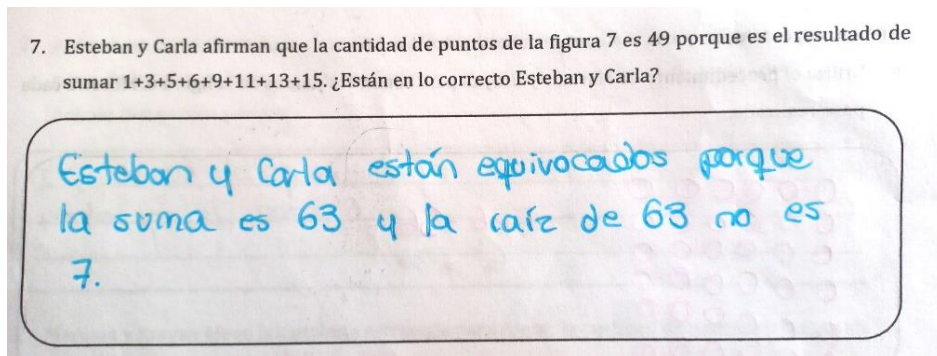 7. Esteban y Carla afirman que la cantidad de puntos de la figura 7 es 49 porque es el resultado de
sumar 1+3+5+6+9+11+13+15. ¿Están en lo correcto Esteban y Carla?
Esteban y Carla están equivocados porque
la suma es 63 y la raíz de 63 no es
7.